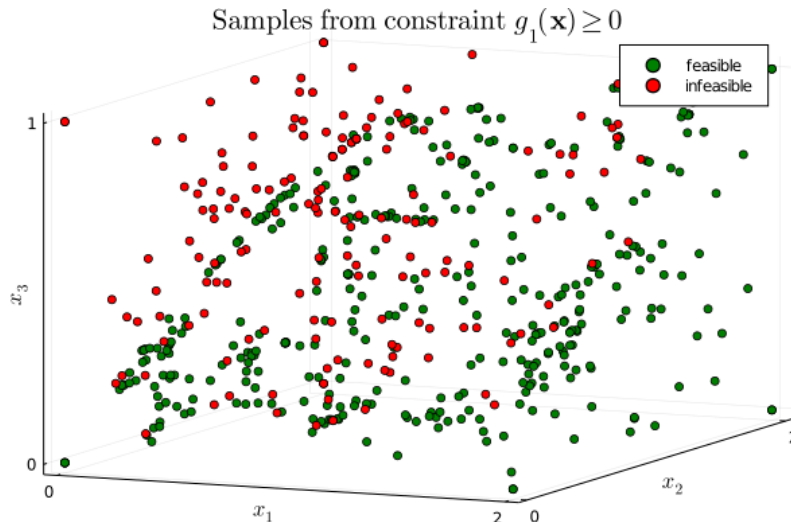 Samples from constraint g₁(𝐱) ≥ 0
feasible
infeasible
1
x₃
0
0
x₁
2
0
x₂